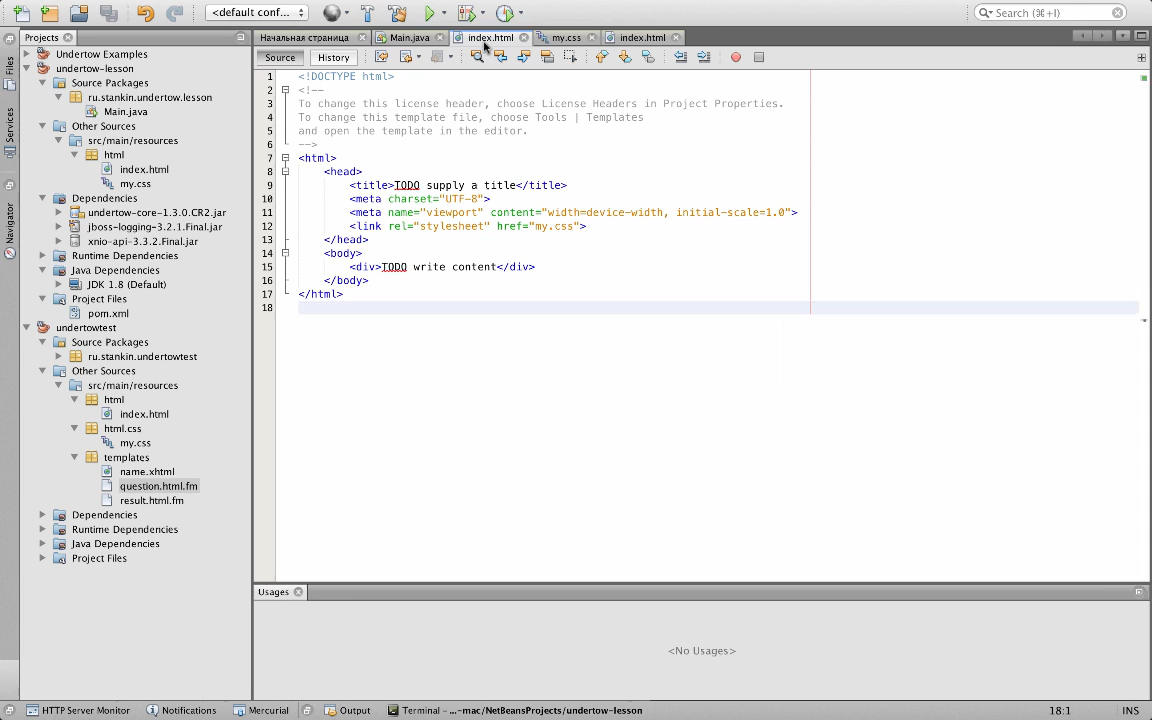 <default conf...
Search (⌘+I)
Projects
Files
Services
Navigator
Undertow Examples
undertow-lesson
Source Packages
ru.stankin.undertow.lesson
Main.java
Other Sources
src/main/resources
html
index.html
my.css
Dependencies
undertow-core-1.3.0.CR2.jar
jboss-logging-3.2.1.Final.jar
xnio-api-3.3.2.Final.jar
Runtime Dependencies
Java Dependencies
JDK 1.8 (Default)
Project Files
pom.xml
undertowtest
Source Packages
ru.stankin.undertowtest
Other Sources
src/main/resources
html
index.html
html.css
my.css
templates
name.xhtml
question.html.fm
result.html.fm
Dependencies
Runtime Dependencies
Java Dependencies
Project Files
Начальная страница Main.java index.html my.css index.html
Source History
1 <!DOCTYPE html>
2 <!--
3 To change this license header, choose License Headers in Project Properties.
4 To change this template file, choose Tools | Templates
5 and open the template in the editor.
6 -->
7 <html>
8 <head>
9 <title>TODO supply a title</title>
10 <meta charset="UTF-8">
11 <meta name="viewport" content="width=device-width, initial-scale=1.0">
12 <link rel="stylesheet" href="my.css">
13 </head>
14 <body>
15 <div>TODO write content</div>
16 </body>
17 </html>
18
Usages
<No Usages>
HTTP Server Monitor Notifications Mercurial Output Terminal - ...-mac/NetBeansProjects/undertow-lesson 18:1 INS